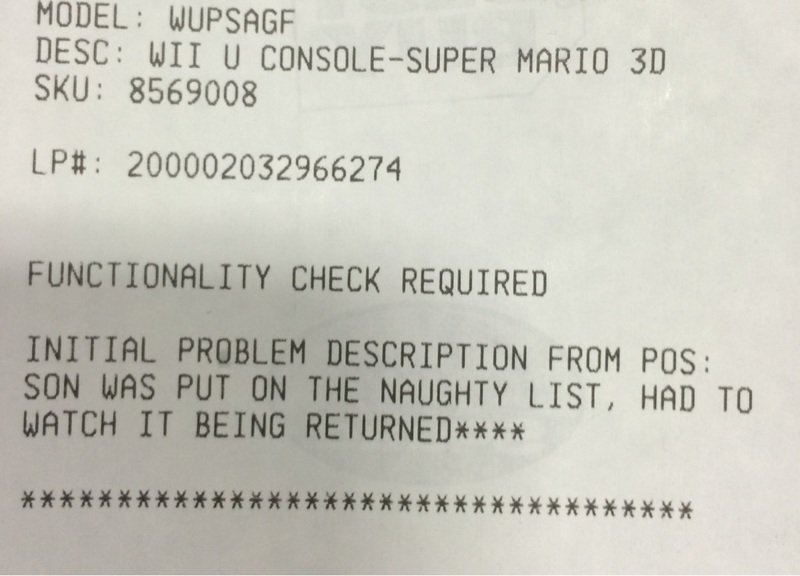 MODEL: WUPSAGF
DESC: WII U CONSOLE-SUPER MARIO 3D
SKU: 8569008
LP#: 200002032966274
FUNCTIONALITY CHECK REQUIRED
INITIAL PROBLEM DESCRIPTION FROM POS:
SON WAS PUT ON THE NAUGHTY LIST, HAD TO
WATCH IT BEING RETURNED****
***********************************